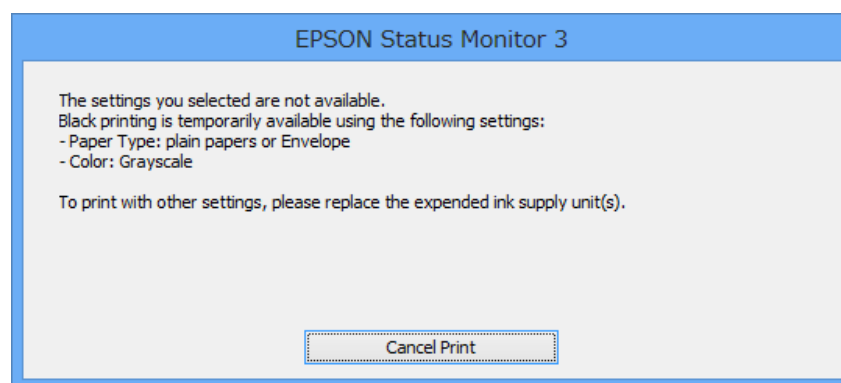 EPSON Status Monitor 3
The settings you selected are not available.
Black printing is temporarily available using the following settings:
- Paper Type: plain papers or Envelope
- Color: Grayscale
To print with other settings, please replace the expended ink supply unit(s).
Cancel Print